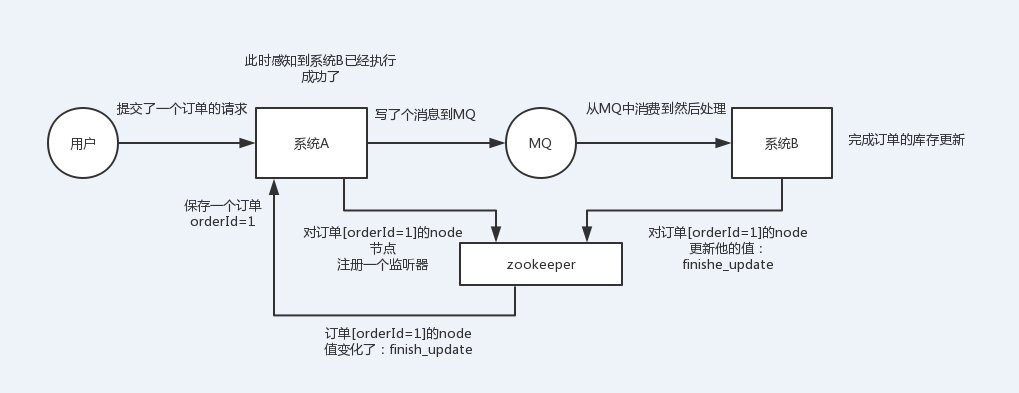 此时感知到系统B已经执行
成功了
提交了一个订单的请求
写了个消息到MQ
从MQ中消费到然后处理
用户
系统A
MQ
系统B
完成订单的库存更新
保存一个订单
orderId=1
对订单[orderId=1]的node
节点
注册一个监听器
对订单[orderId=1]的node
更新他的值：
finishe_update
zookeeper
订单[orderId=1]的node
值变化了：finish_update